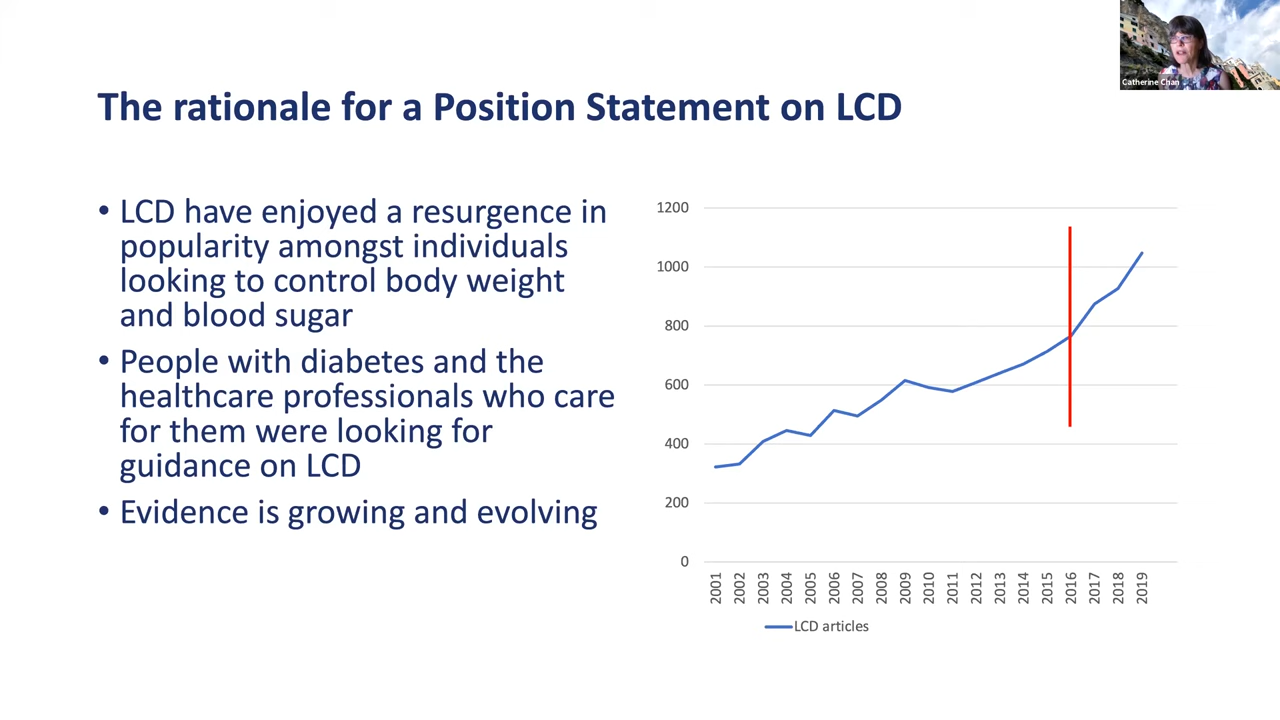 Catherine Chan
The rationale for a Position Statement on LCD
• LCD have enjoyed a resurgence in
popularity amongst individuals
looking to control body weight
and blood sugar
• People with diabetes and the
healthcare professionals who care
for them were looking for
guidance on LCD
• Evidence is growing and evolving
1200
1000
800
600
400
200
0
2001
2002
2003
2004
2005
2006
2007
2008
2009
2010
2011
2012
2013
2014
2015
2016
2017
2018
2019
LCD articles